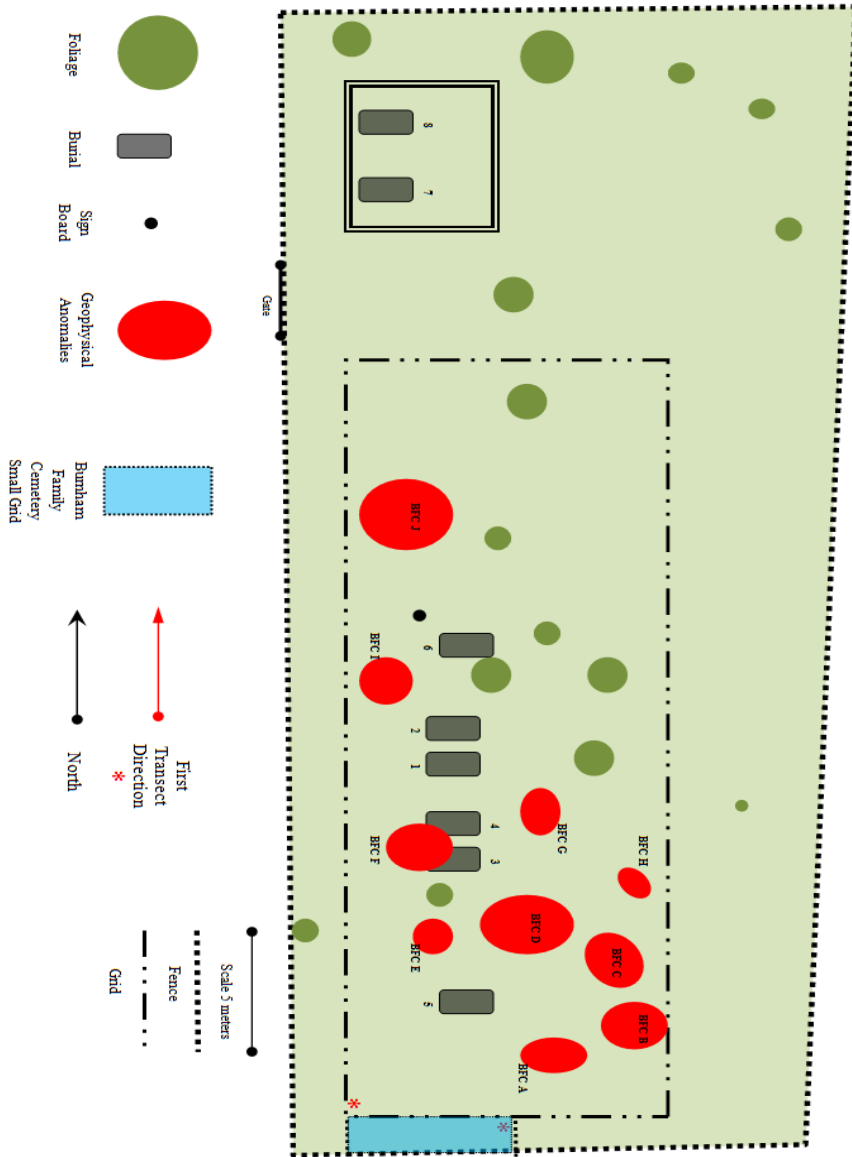 8
7
Gate
BFC J
6
BFC I
2
1
4
3
BFC F
BFC G
BFC H
BFC D
BFC E
BFC C
5
BFC B
BFC A
*
*
Foliage
Burial
Sign
Board
Geophysical
Anomalies
Burnham
Family
Cemetery
Small Grid
First
Transect
Direction
*
North
Scale 5 meters
Fence
Grid